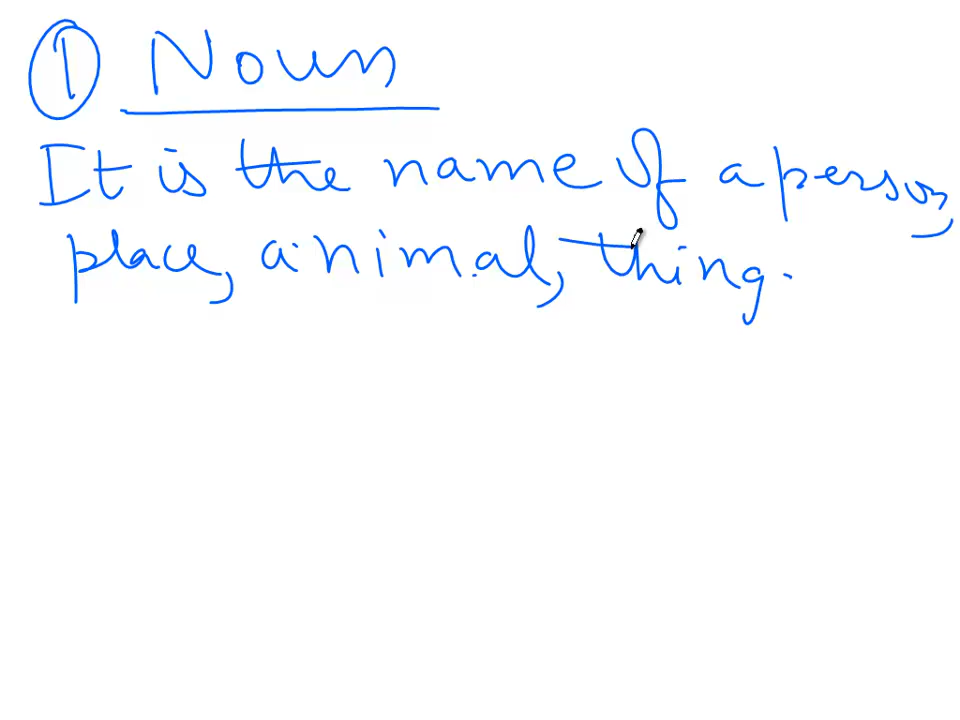 ① Noun
It is the name of a person,
place, animal, thing.